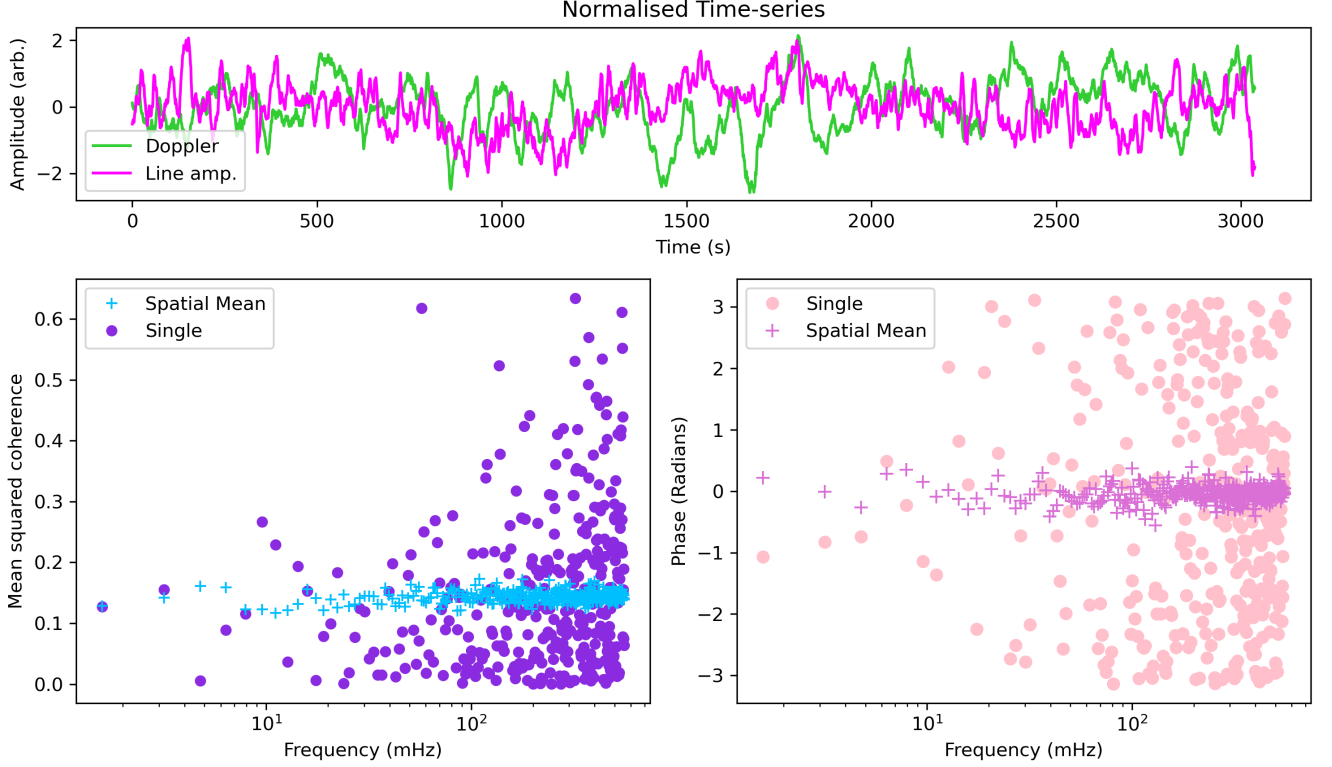 Normalised Time-series
Amplitude (arb.)
2
0
−2
Doppler
Line amp.
0 500 1000 1500 2000 2500 3000
Time (s)
Mean squared coherence
0.6
0.5
0.4
0.3
0.2
0.1
0.0
Spatial Mean
Single
10¹ 10²
Frequency (mHz)
Phase (Radians)
3
2
1
0
−1
−2
−3
Single
Spatial Mean
10¹ 10²
Frequency (mHz)